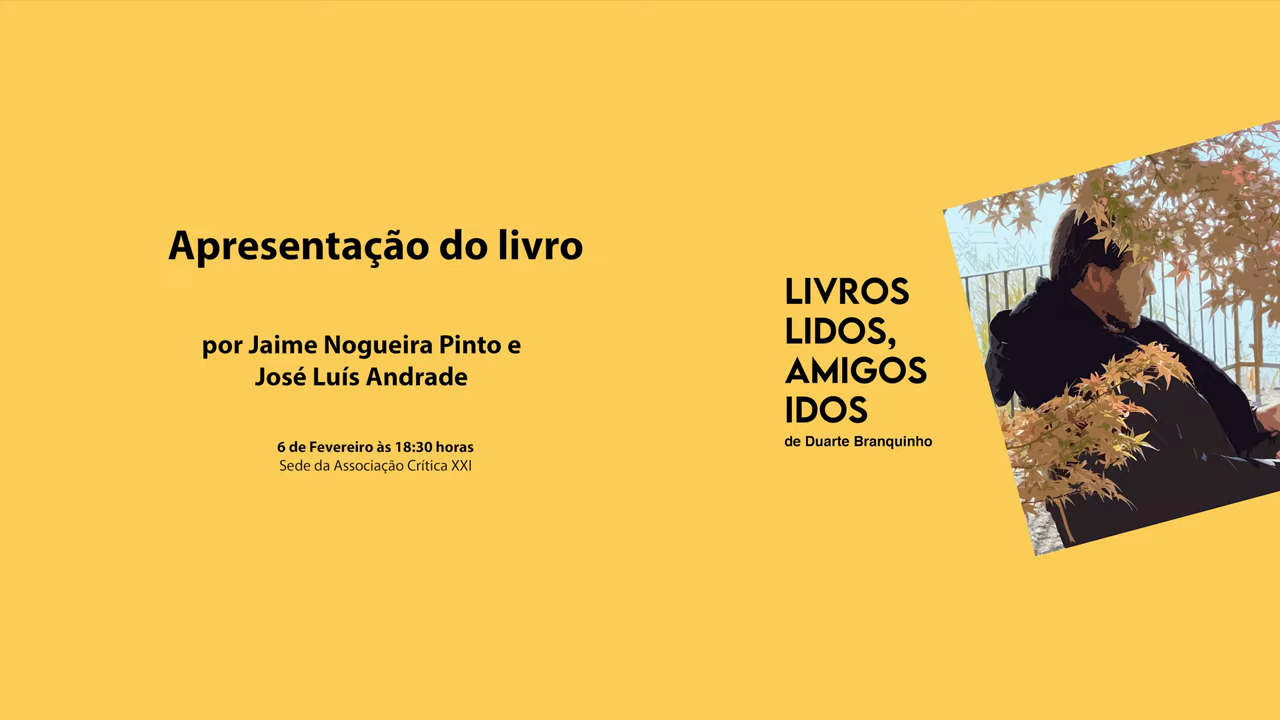 Apresentação do livro
por Jaime Nogueira Pinto e
José Luís Andrade
6 de Fevereiro às 18:30 horas
Sede da Associação Crítica XXI
LIVROS
LIDOS,
AMIGOS
IDOS
de Duarte Branquinho